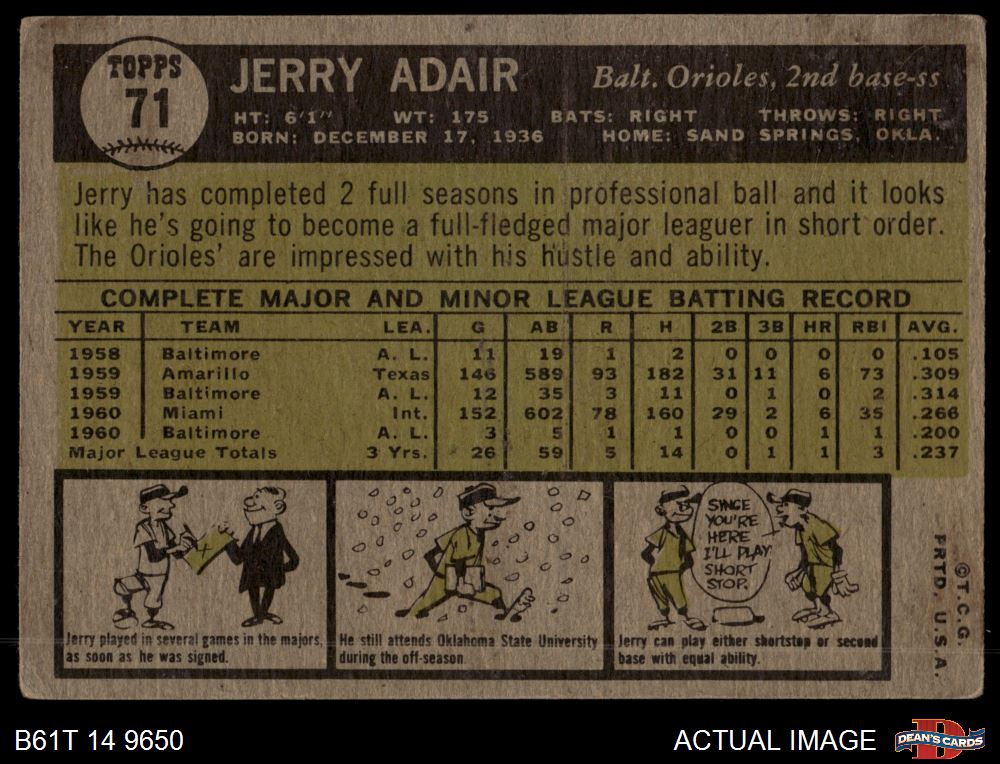 TOPPS
71
JERRY ADAIR
Balt. Orioles, 2nd base-ss
HT: 6'1" WT: 175 BATS: RIGHT THROWS: RIGHT
BORN: DECEMBER 17, 1936 HOME: SAND SPRINGS, OKLA.
Jerry has completed 2 full seasons in professional ball and it looks
like he's going to become a full-fledged major leaguer in short order.
The Orioles' are impressed with his hustle and ability.
COMPLETE MAJOR AND MINOR LEAGUE BATTING RECORD
YEAR TEAM LEA. G AB R H 2B 3B HR RBI AVG.
1958 Baltimore A. L. 11 19 1 2 0 0 0 0 .105
1959 Amarillo Texas 146 589 93 182 31 11 6 73 .309
1959 Baltimore A. L. 12 35 3 11 0 1 0 2 .314
1960 Miami Int. 152 602 78 160 29 2 6 35 .266
1960 Baltimore A. L. 3 5 1 1 0 0 1 1 .200
Major League Totals 3 Yrs. 26 59 5 14 0 1 1 3 .237
X
Jerry played in several games in the majors,
as soon as he was signed.
He still attends Oklahoma State University
during the off-season.
SINCE
YOU'RE
HERE
I'LL PLAY
SHORT
STOP.
Jerry can play either shortstop or second
base with equal ability.
©T.C.G.
PRTD. U.S.A.
B61T 14 9650
ACTUAL IMAGE
DEAN'S CARDS